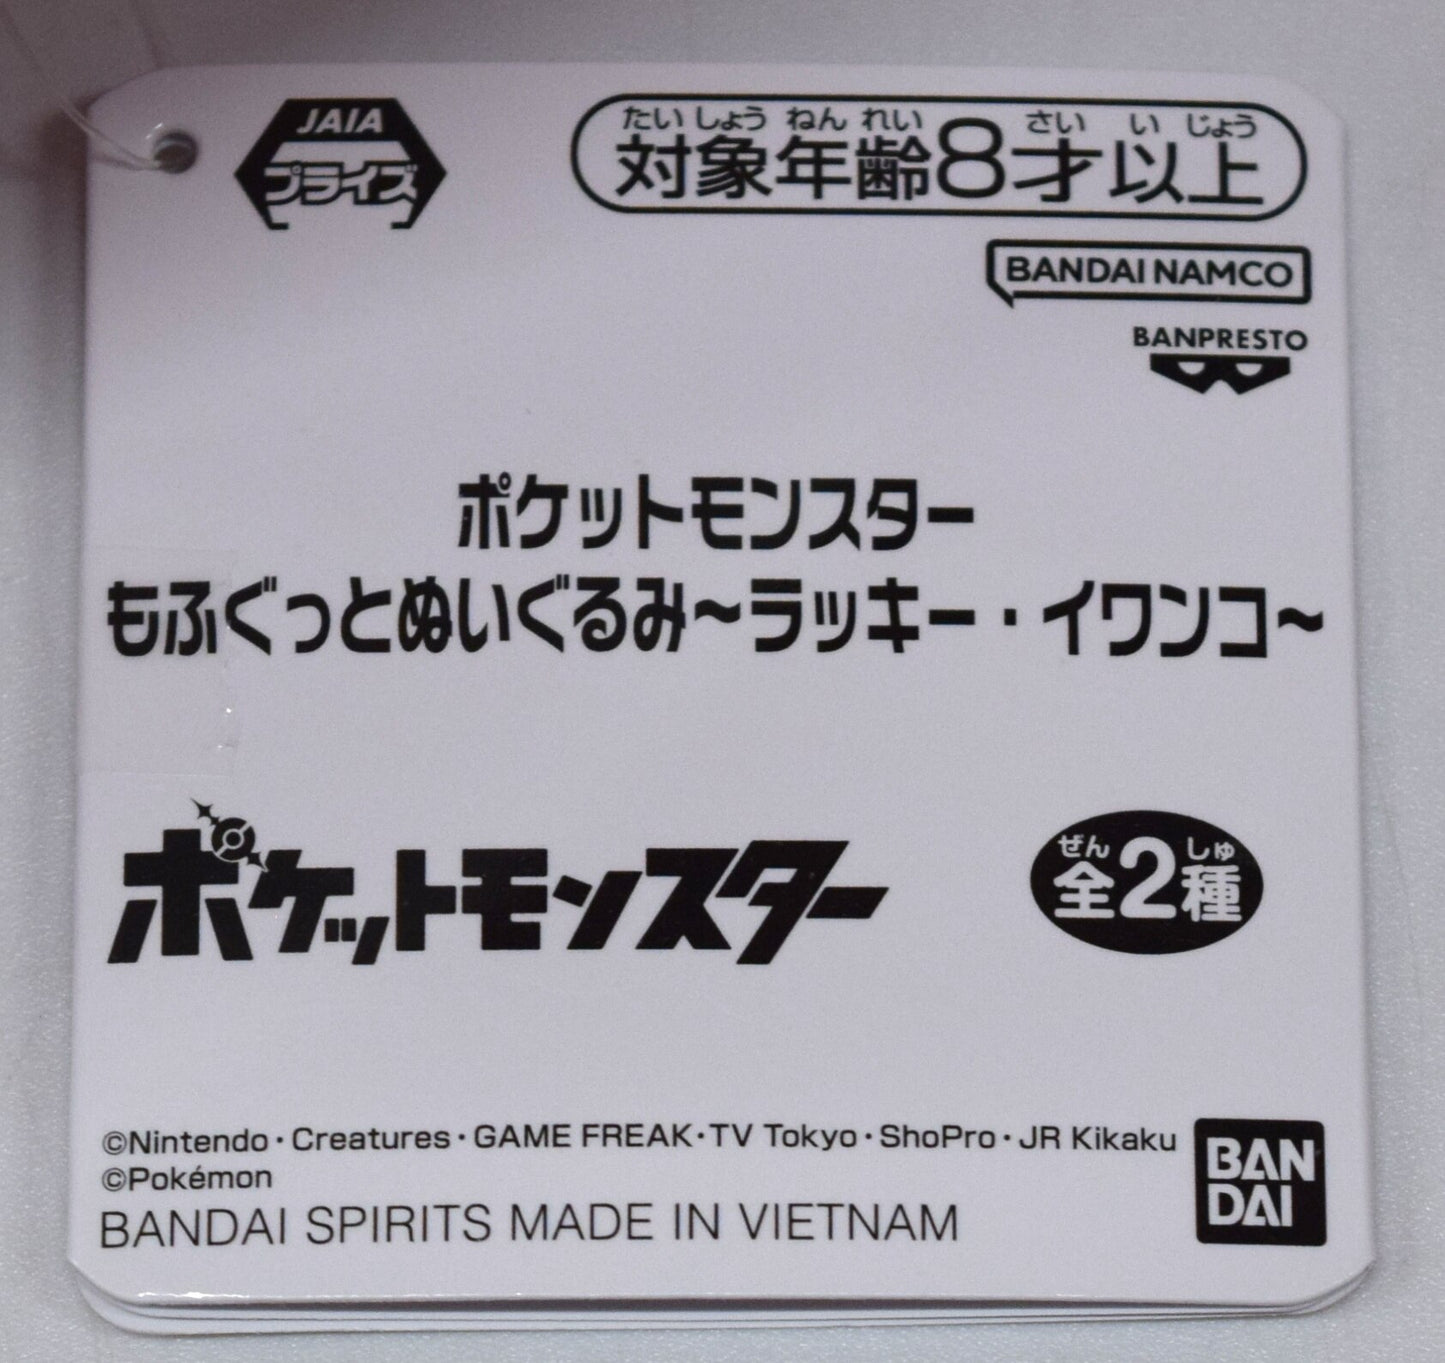 JAIA
プライズ
たいしょうねんれい さいいじょう
対象年齢8才以上
BANDAI NAMCO
BANPRESTO
ポケットモンスター
もふぐっとぬいぐるみ～ラッキー・イワンコ～
ポケットモンスター
ぜん しゅ
全2種
©Nintendo・Creatures・GAME FREAK・TV Tokyo・ShoPro・JR Kikaku
©Pokémon
BANDAI SPIRITS MADE IN VIETNAM
BAN
DAI